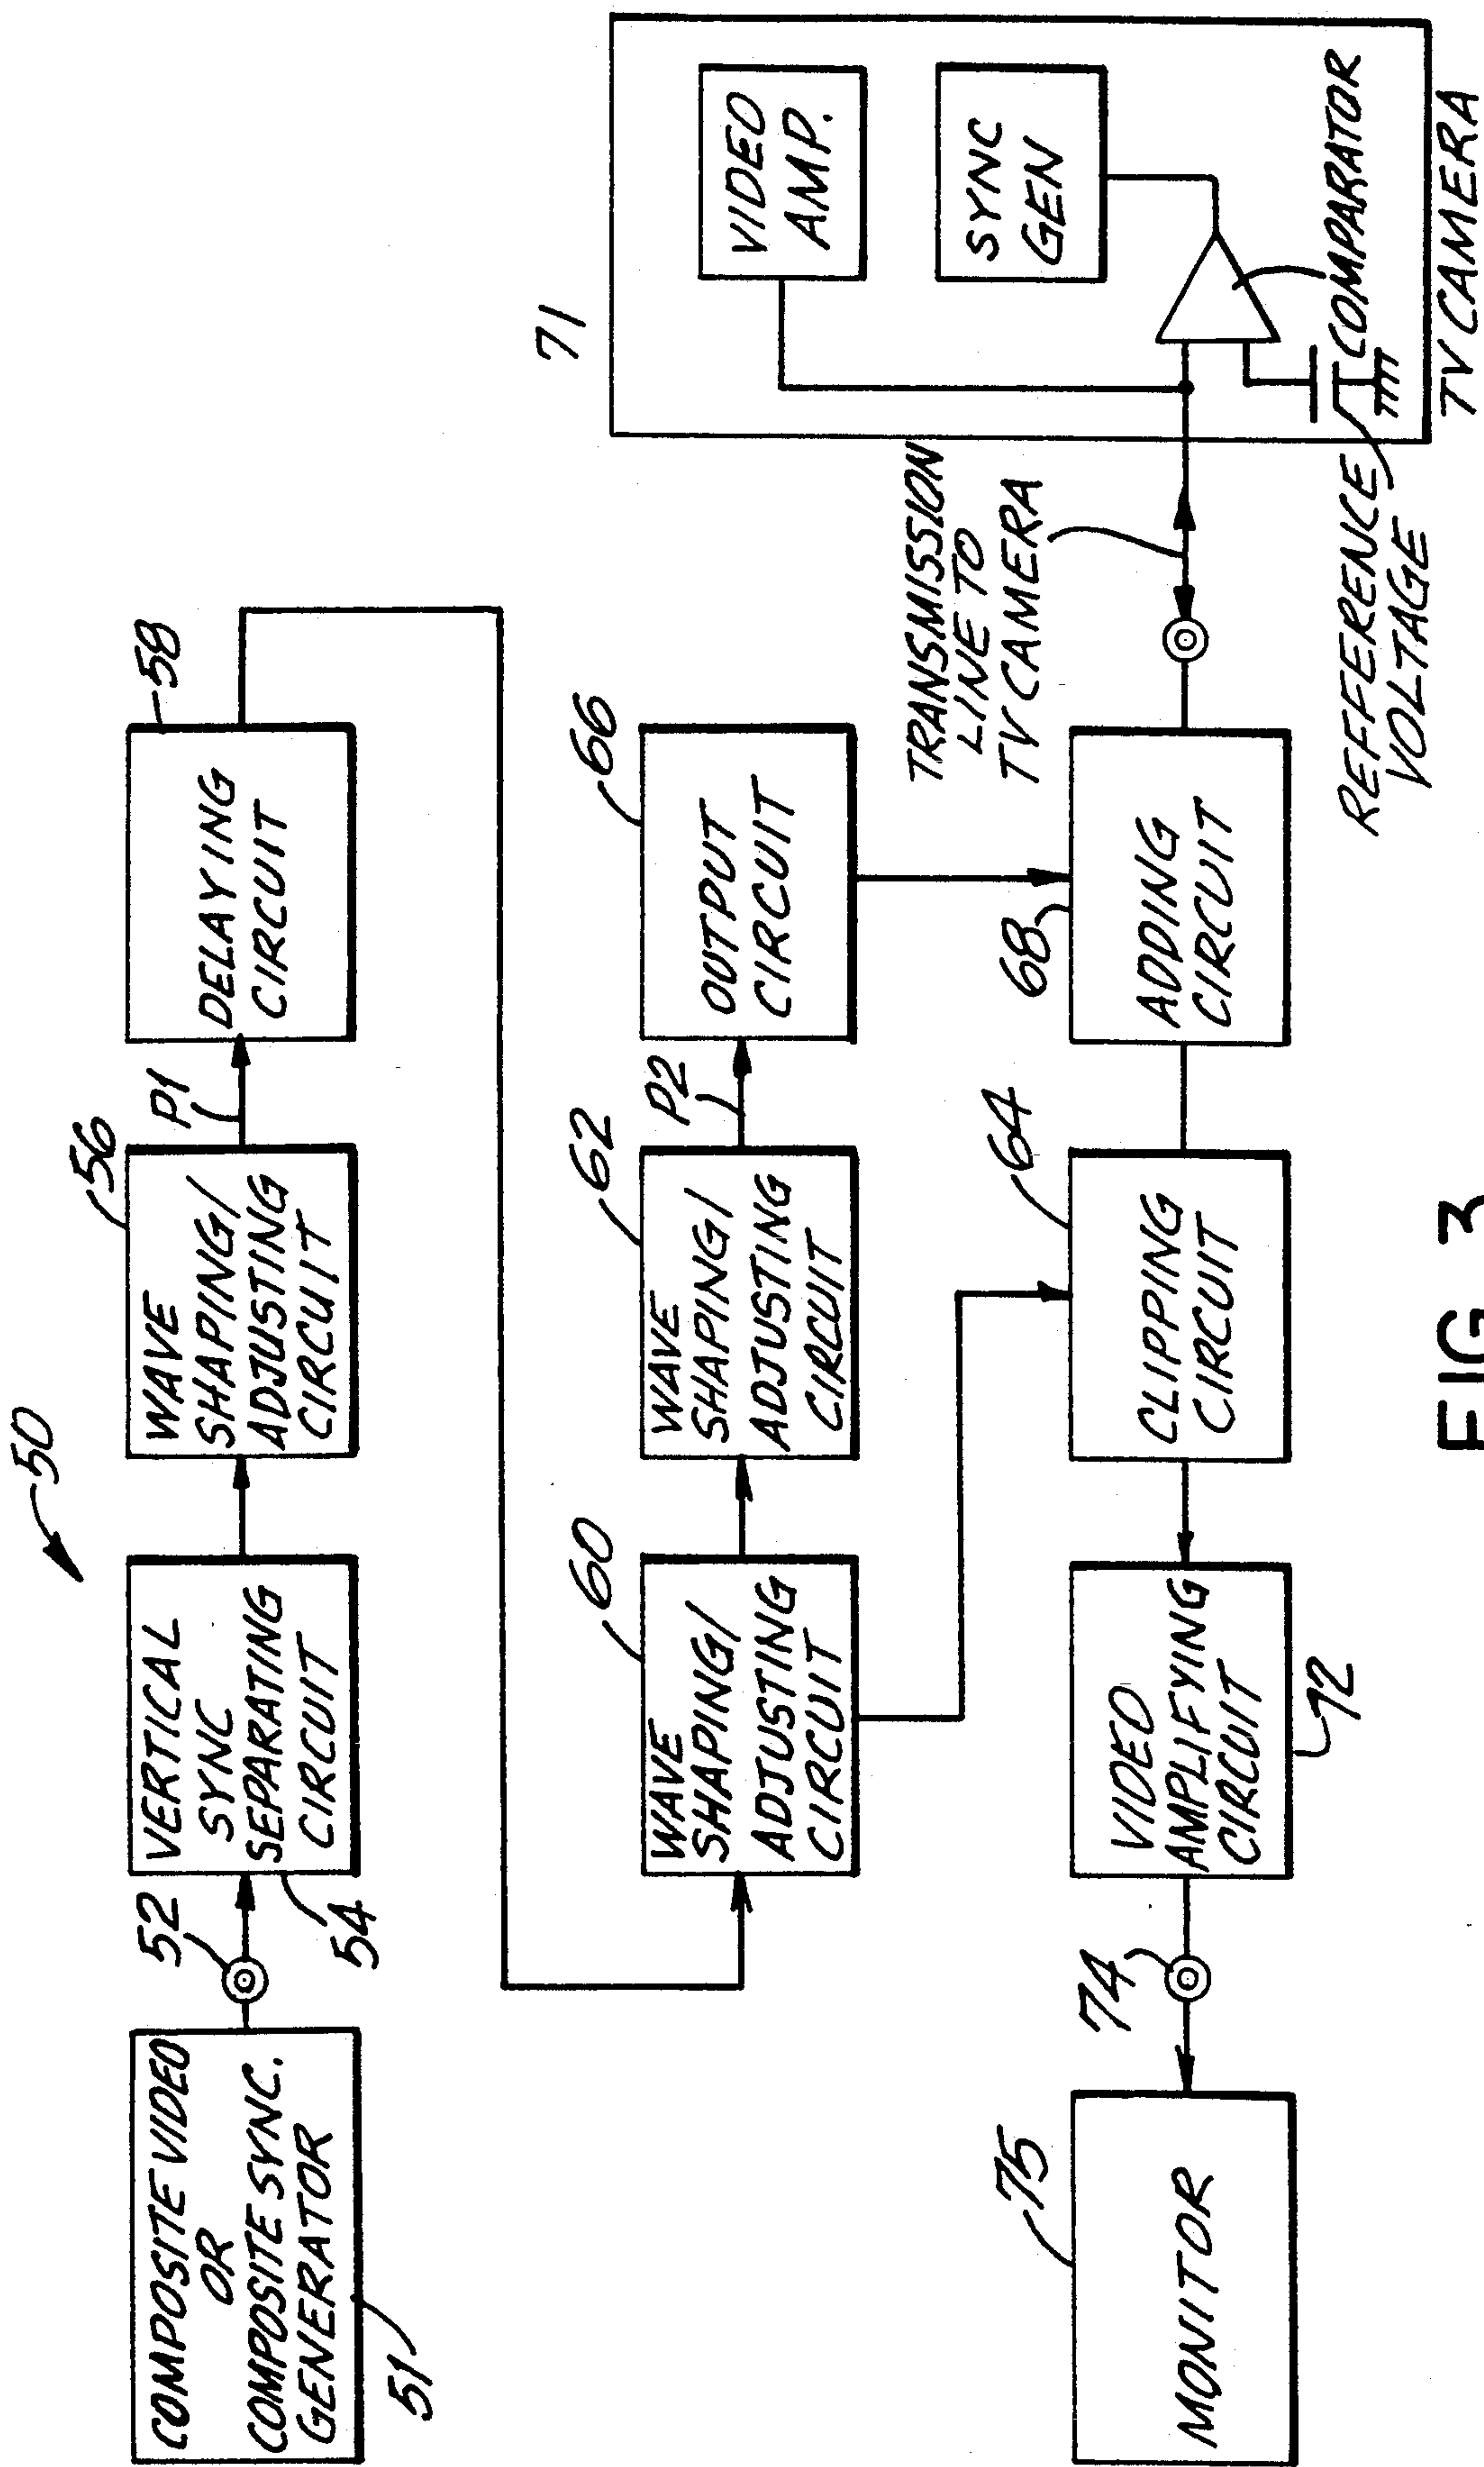 50
COMPOSITE VIDEO
OR
COMPOSITE SYNC.
GENERATOR
51
52
VERTICAL
SYNC
SEPARATING
CIRCUIT
54
WAVE
SHAPING/
ADJUSTING
CIRCUIT
56
P1
DELAYING
CIRCUIT
58
WAVE
SHAPING/
ADJUSTING
CIRCUIT
60
WAVE
SHAPING/
ADJUSTING
CIRCUIT
62
P2
OUTPUT
CIRCUIT
66
71
VIDEO
AMP.
SYNC
GEN
COMPARATOR
TV CAMERA
TRANSMISSION
LINE TO
TV CAMERA
REFFERENCE
VOLTAGE
MONITOR
75
74
VIDEO
AMPLIFYING
CIRCUIT
72
CLIPPING
CIRCUIT
64
ADDING
CIRCUIT
68
FIG 3